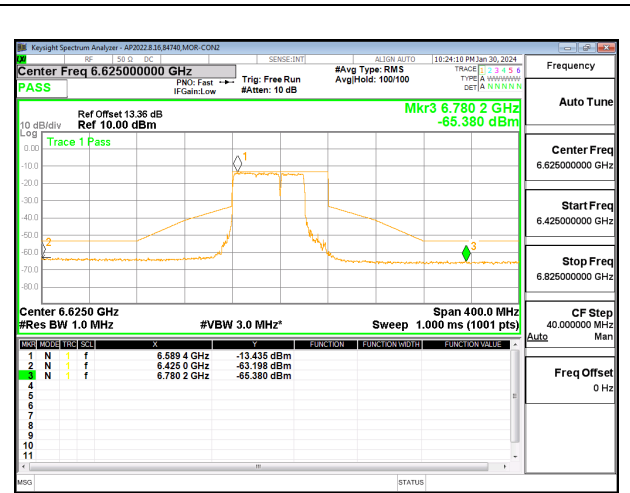 Keysight Spectrum Analyzer - AP2022.8.16,84740,MOR-CON2
LXI RF 50 Ω DC SENSE:INT ALIGN AUTO 10:24:10 PM Jan 30, 2024
Center Freq 6.625000000 GHz
PASS
PNO: Fast
IFGain:Low
Trig: Free Run
#Atten: 10 dB
#Avg Type: RMS
Avg|Hold: 100/100
TRACE 1 2 3 4 5 6
TYPE A WWWWW
DET A N N N N N
Frequency
Auto Tune
Center Freq
6.625000000 GHz
Start Freq
6.425000000 GHz
Stop Freq
6.825000000 GHz
CF Step
40.000000 MHz
Auto Man
Freq Offset
0 Hz
Ref Offset 13.36 dB
Ref 10.00 dBm
10 dB/div
Log
Mkr3 6.780 2 GHz
-65.380 dBm
Trace 1 Pass
0.00
-10.0
-20.0
-30.0
-40.0
-50.0
-60.0
-70.0
-80.0
1
2
3
Center 6.6250 GHz
#Res BW 1.0 MHz
#VBW 3.0 MHz*
Span 400.0 MHz
Sweep 1.000 ms (1001 pts)
MKR MODE TRC SCL X Y FUNCTION FUNCTION WIDTH FUNCTION VALUE
1 N 1 f 6.589 4 GHz -13.435 dBm
2 N 1 f 6.425 0 GHz -63.198 dBm
3 N 1 f 6.780 2 GHz -65.380 dBm
4
5
6
7
8
9
10
11
MSG STATUS